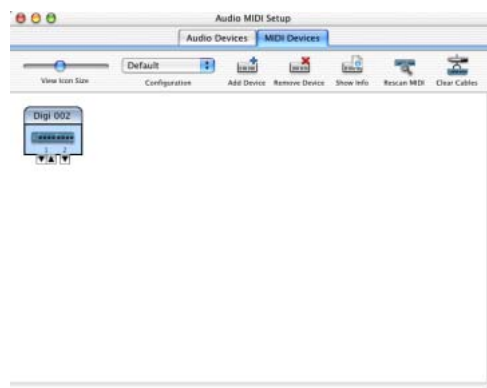 Audio MIDI Setup
Audio Devices MIDI Devices
Default
View Icon Size Configuration Add Device Remove Device Show Info Rescan MIDI Clear Cables
Digi 002
1 2